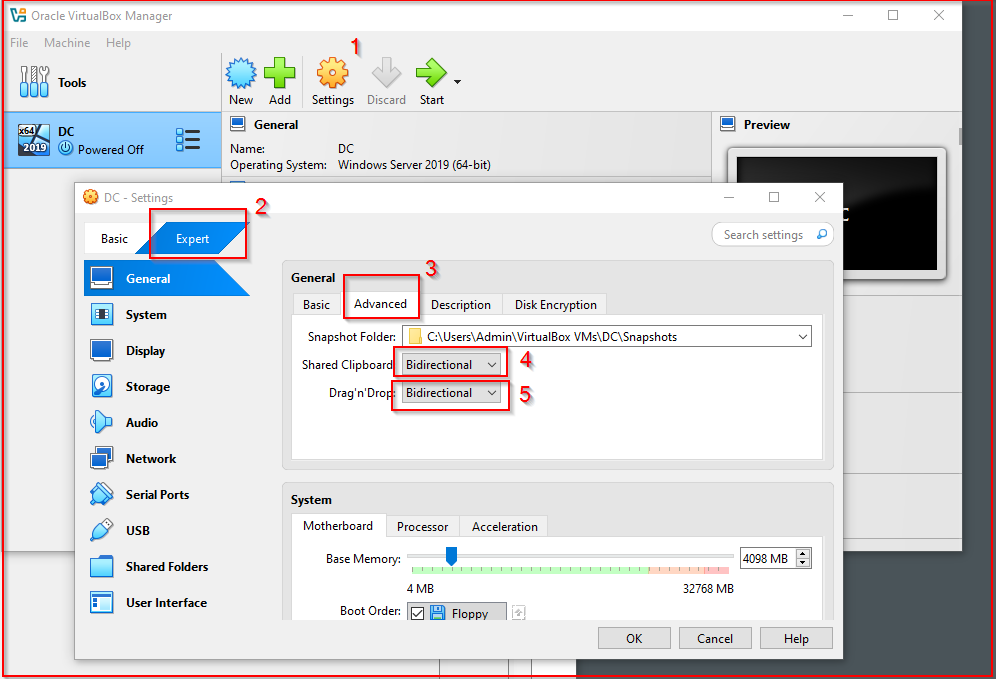 Oracle VirtualBox Manager
File Machine Help
1
Tools
New Add Settings Discard Start
x64
2019
DC
Powered Off
General
Name: DC
Operating System: Windows Server 2019 (64-bit)
Preview
C
DC - Settings
2
Basic Expert
Search settings
General
System
Display
Storage
Audio
Network
Serial Ports
USB
Shared Folders
User Interface
General
3
Basic Advanced Description Disk Encryption
Snapshot Folder: C:\Users\Admin\VirtualBox VMs\DC\Snapshots
Shared Clipboard: Bidirectional 4
Drag'n'Drop: Bidirectional 5
System
Motherboard Processor Acceleration
Base Memory: 4098 MB
4 MB 32768 MB
Boot Order: Floppy
OK Cancel Help